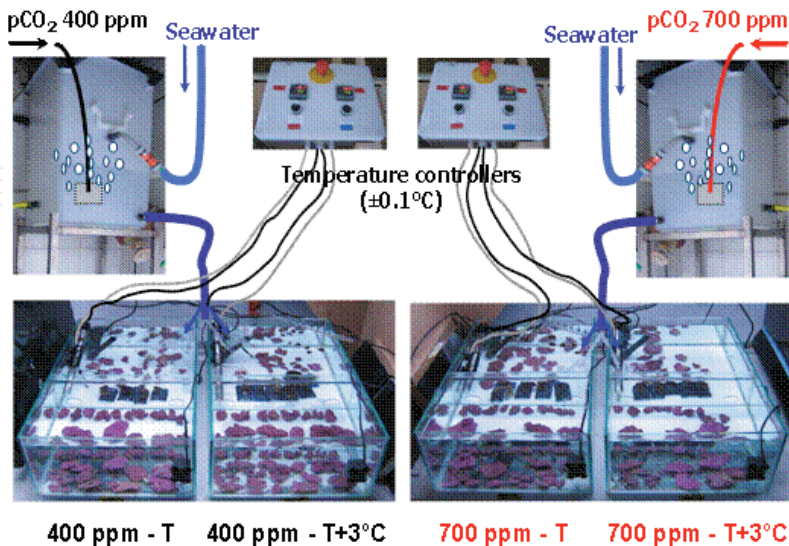 pCO₂ 400 ppm
Seawater
Seawater
pCO₂ 700 ppm
Temperature controllers
(±0.1°C)
400 ppm - T
400 ppm - T+3°C
700 ppm - T
700 ppm - T+3°C